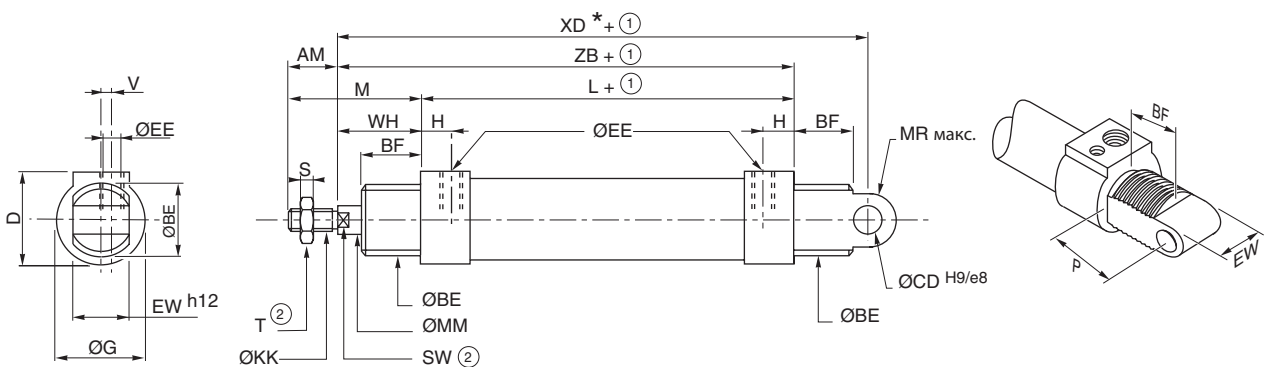 XD * + ①
AM
ZB + ①
V
M
L + ①
ØEE
WH
H
ØEE
H
BF
MR макс.
BF
BF
S
D
ØBE
EW h12
ØG
T ②
ØKK
ØBE
ØMM
SW ②
ØCD H9/e8
ØBE
P
EW